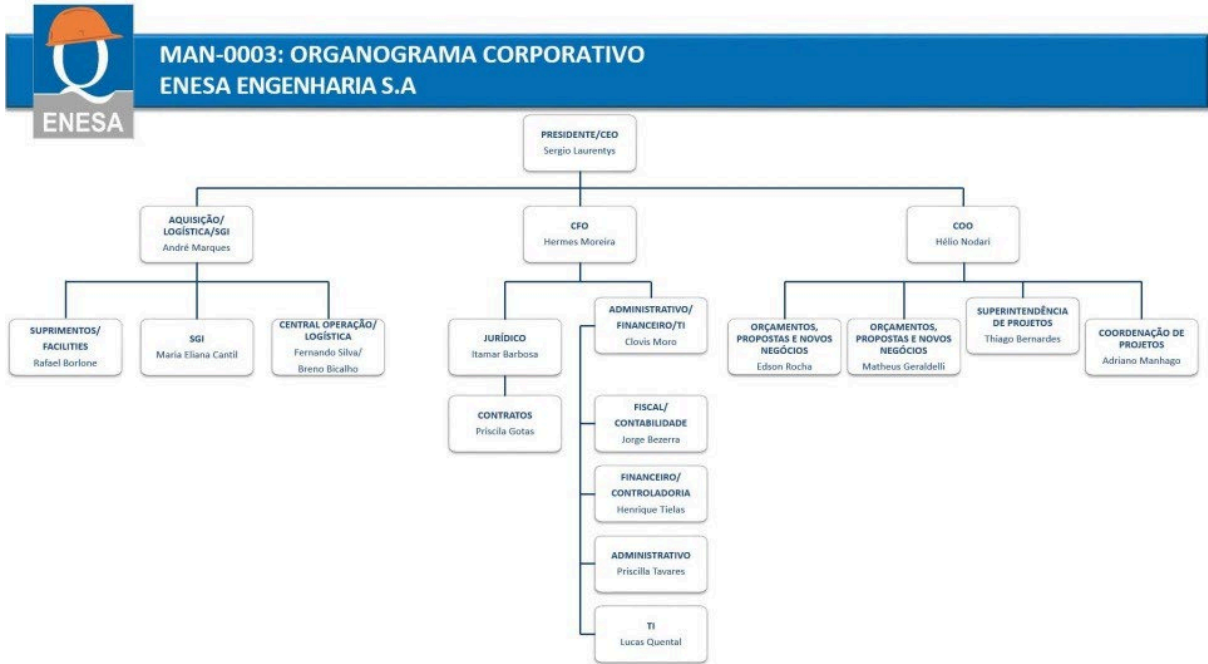 MAN-0003: ORGANOGRAMA CORPORATIVO
ENESA ENGENHARIA S.A
ENESA
PRESIDENTE/CEO
Sergio Laurentys
AQUISIÇÃO/
LOGÍSTICA/SGI
André Marques
CFO
Hermes Moreira
COO
Hélio Nodari
SUPRIMENTOS/
FACILITIES
Rafael Borlone
SGI
Maria Eliana Cantil
CENTRAL OPERAÇÃO/
LOGÍSTICA
Fernando Silva/
Breno Bicalho
JURÍDICO
Itamar Barbosa
ADMINISTRATIVO/
FINANCEIRO/TI
Clovis Moro
ORÇAMENTOS,
PROPOSTAS E NOVOS
NEGÓCIOS
Edson Rocha
ORÇAMENTOS,
PROPOSTAS E NOVOS
NEGÓCIOS
Matheus Geraldelli
SUPERINTENDÊNCIA
DE PROJETOS
Thiago Bernardes
COORDENAÇÃO DE
PROJETOS
Adriano Manhago
CONTRATOS
Priscila Gotas
FISCAL/
CONTABILIDADE
Jorge Bezerra
FINANCEIRO/
CONTROLADORIA
Henrique Tielas
ADMINISTRATIVO
Priscilla Tavares
TI
Lucas Quental